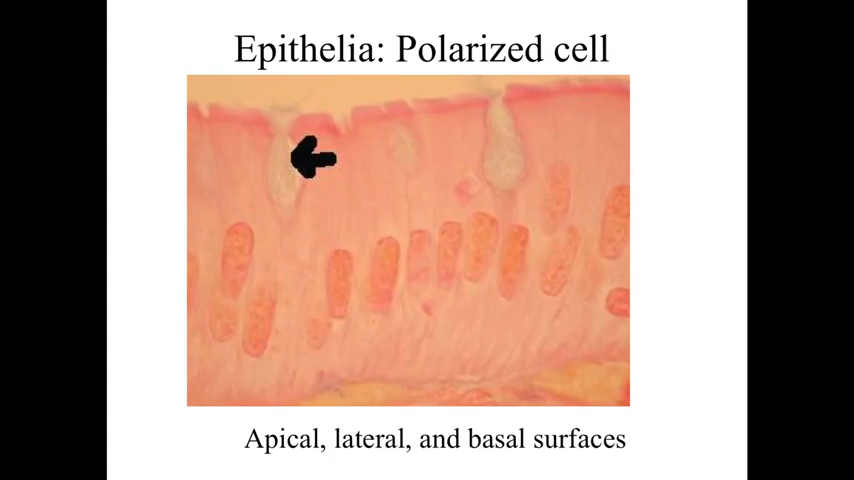 Epithelia: Polarized cell
Apical, lateral, and basal surfaces